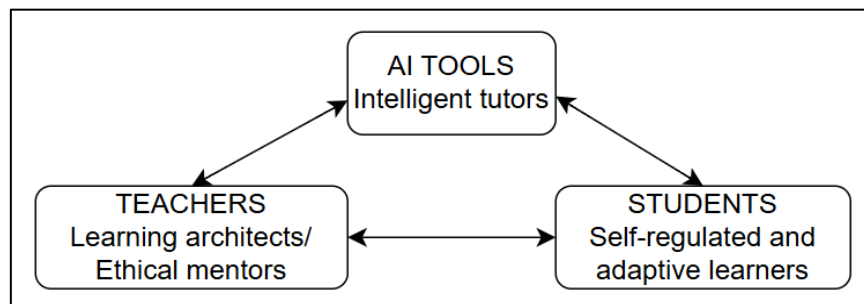 AI TOOLS
Intelligent tutors
TEACHERS
Learning architects/
Ethical mentors
STUDENTS
Self-regulated and
adaptive learners